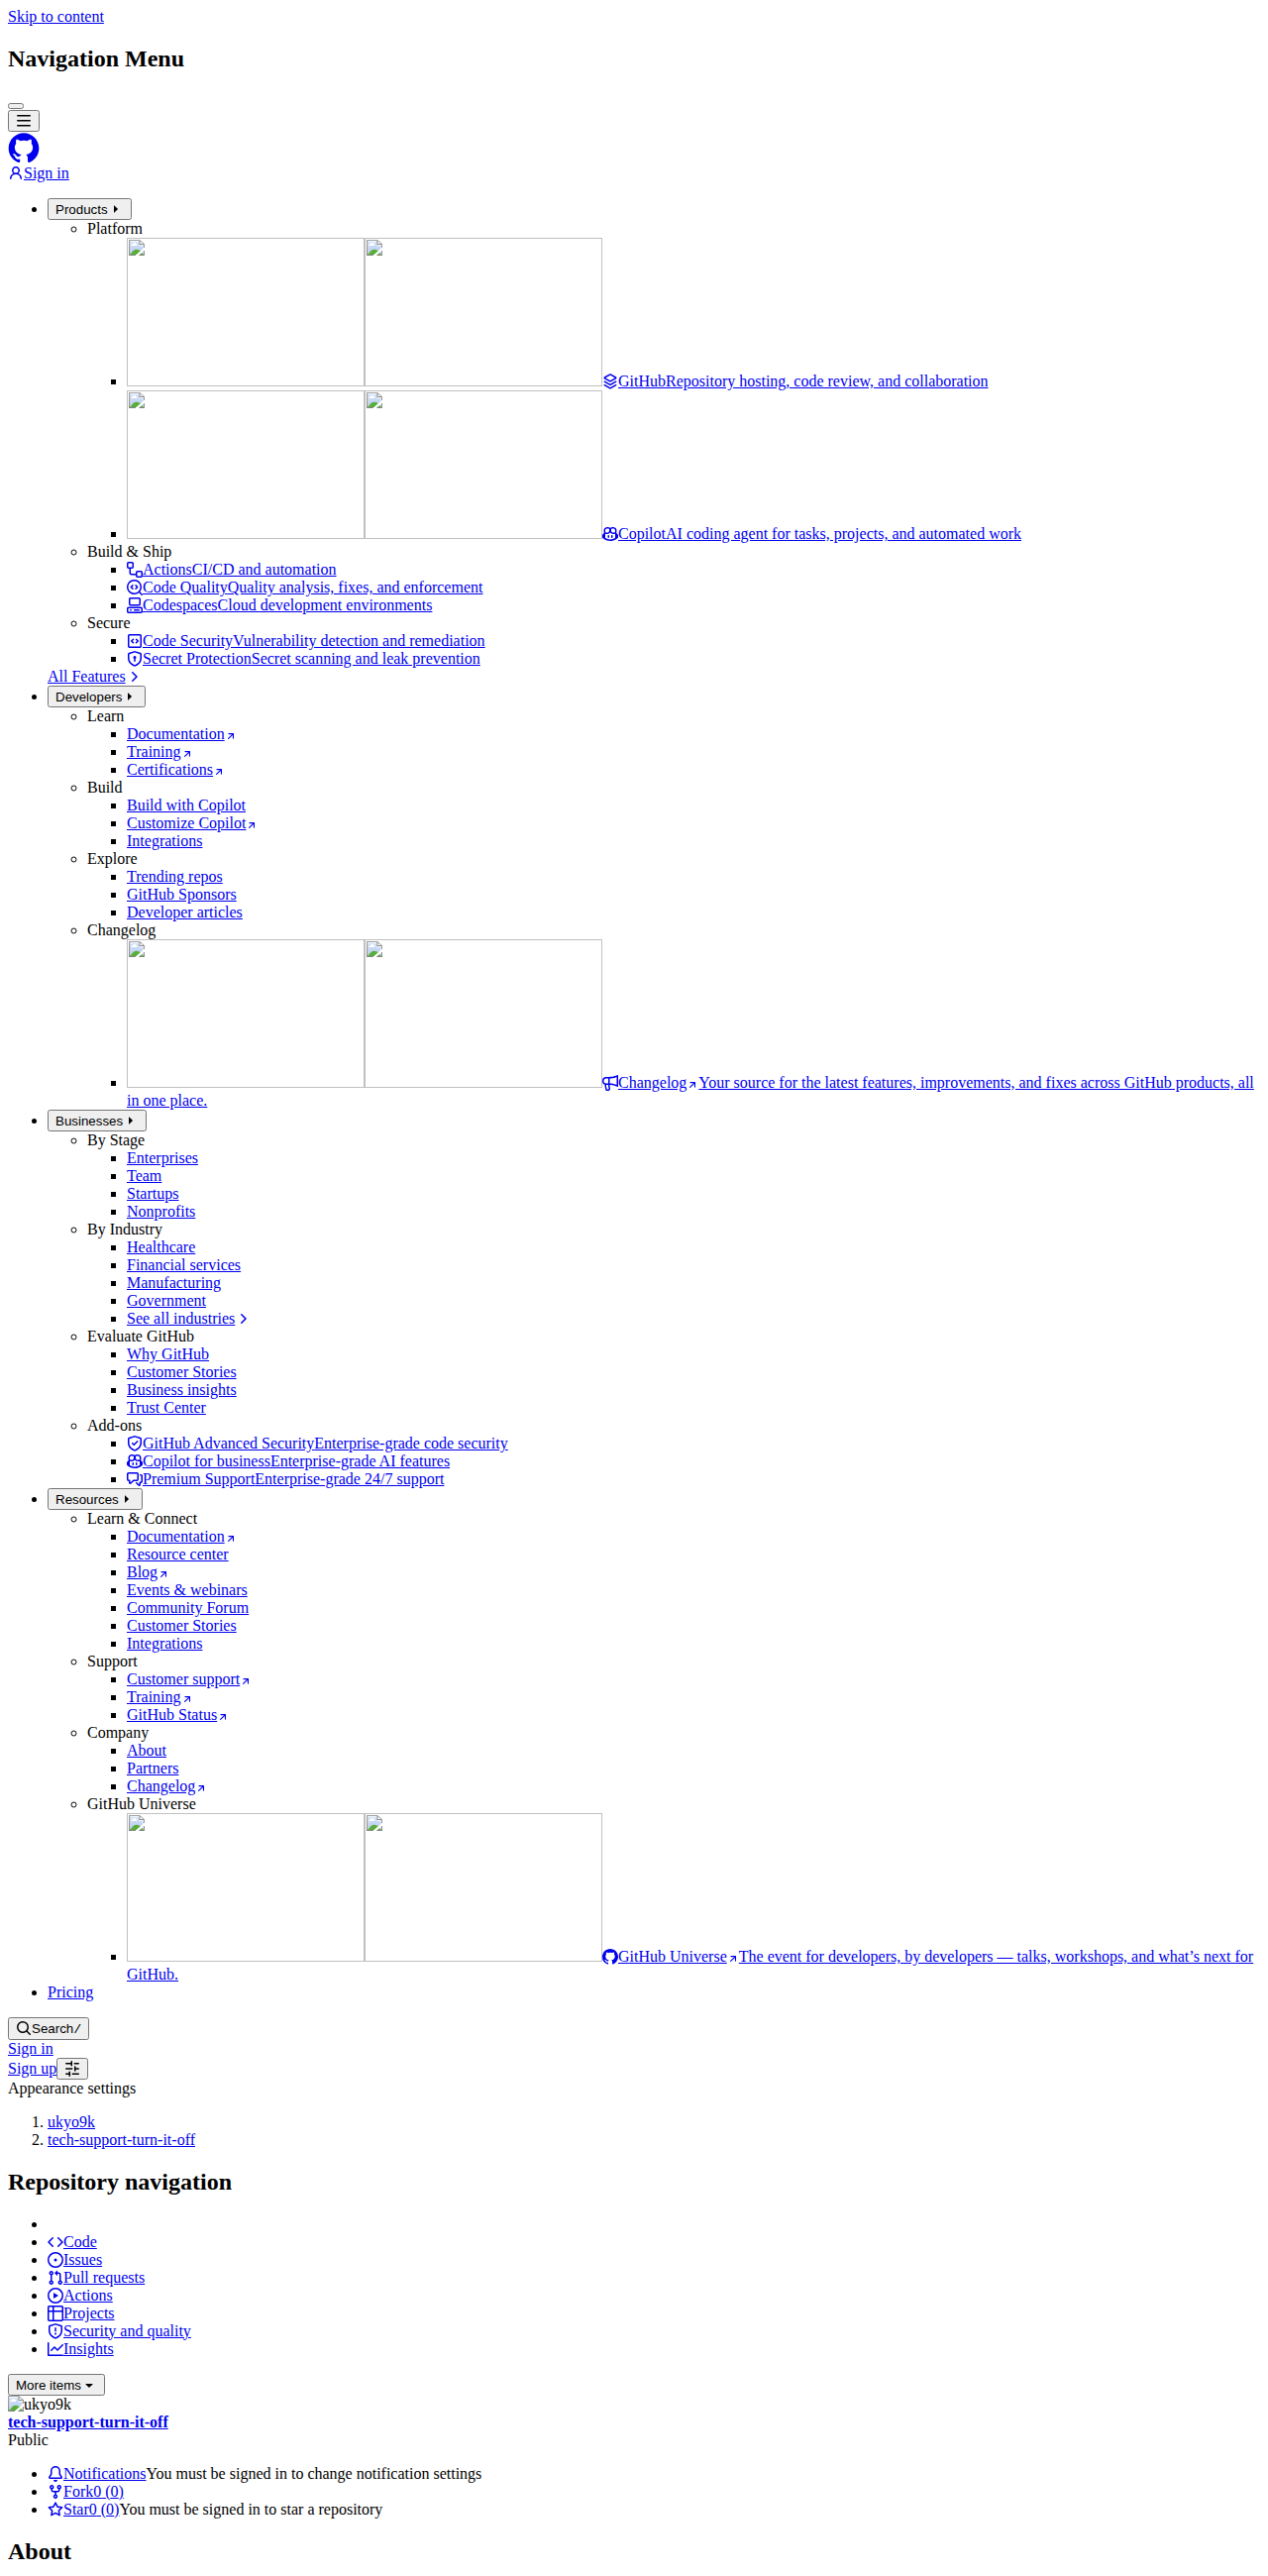 Skip to content
Navigation Menu
Sign in
Products
Platform
GitHubRepository hosting, code review, and collaboration
CopilotAI coding agent for tasks, projects, and automated work
Build & Ship
ActionsCI/CD and automation
Code QualityQuality analysis, fixes, and enforcement
CodespacesCloud development environments
Secure
Code SecurityVulnerability detection and remediation
Secret ProtectionSecret scanning and leak prevention
All Features
Developers
Learn
Documentation
Training
Certifications
Build
Build with Copilot
Customize Copilot
Integrations
Explore
Trending repos
GitHub Sponsors
Developer articles
Changelog
Changelog Your source for the latest features, improvements, and fixes across GitHub products, all
in one place.
Businesses
By Stage
Enterprises
Team
Startups
Nonprofits
By Industry
Healthcare
Financial services
Manufacturing
Government
See all industries
Evaluate GitHub
Why GitHub
Customer Stories
Business insights
Trust Center
Add-ons
GitHub Advanced SecurityEnterprise-grade code security
Copilot for businessEnterprise-grade AI features
Premium SupportEnterprise-grade 24/7 support
Resources
Learn & Connect
Documentation
Resource center
Blog
Events & webinars
Community Forum
Customer Stories
Integrations
Support
Customer support
Training
GitHub Status
Company
About
Partners
Changelog
GitHub Universe
GitHub Universe The event for developers, by developers — talks, workshops, and what’s next for
GitHub.
Pricing
Search/
Sign in
Sign up
Appearance settings
1. ukyo9k
2. tech-support-turn-it-off
Repository navigation
Code
Issues
Pull requests
Actions
Projects
Security and quality
Insights
More items
ukyo9k
tech-support-turn-it-off
Public
NotificationsYou must be signed in to change notification settings
Fork0 (0)
Star0 (0)You must be signed in to star a repository
About